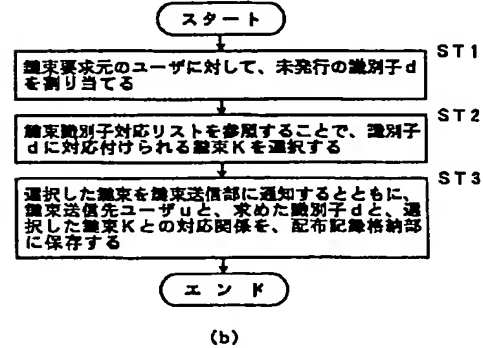 スタート
ST1
鍵束要求元のユーザに対して、未発行の識別子d
を割り当てる
ST2
鍵束識別子対応リストを参照することで、識別子
dに対応付けられる鍵束Kを選択する
ST3
選択した鍵束を鍵束送信部に通知するとともに、
鍵束送信先ユーザuと、求めた識別子dと、選
択した鍵束Kとの対応関係を、配布記録格納部
に保存する
エンド
(b)